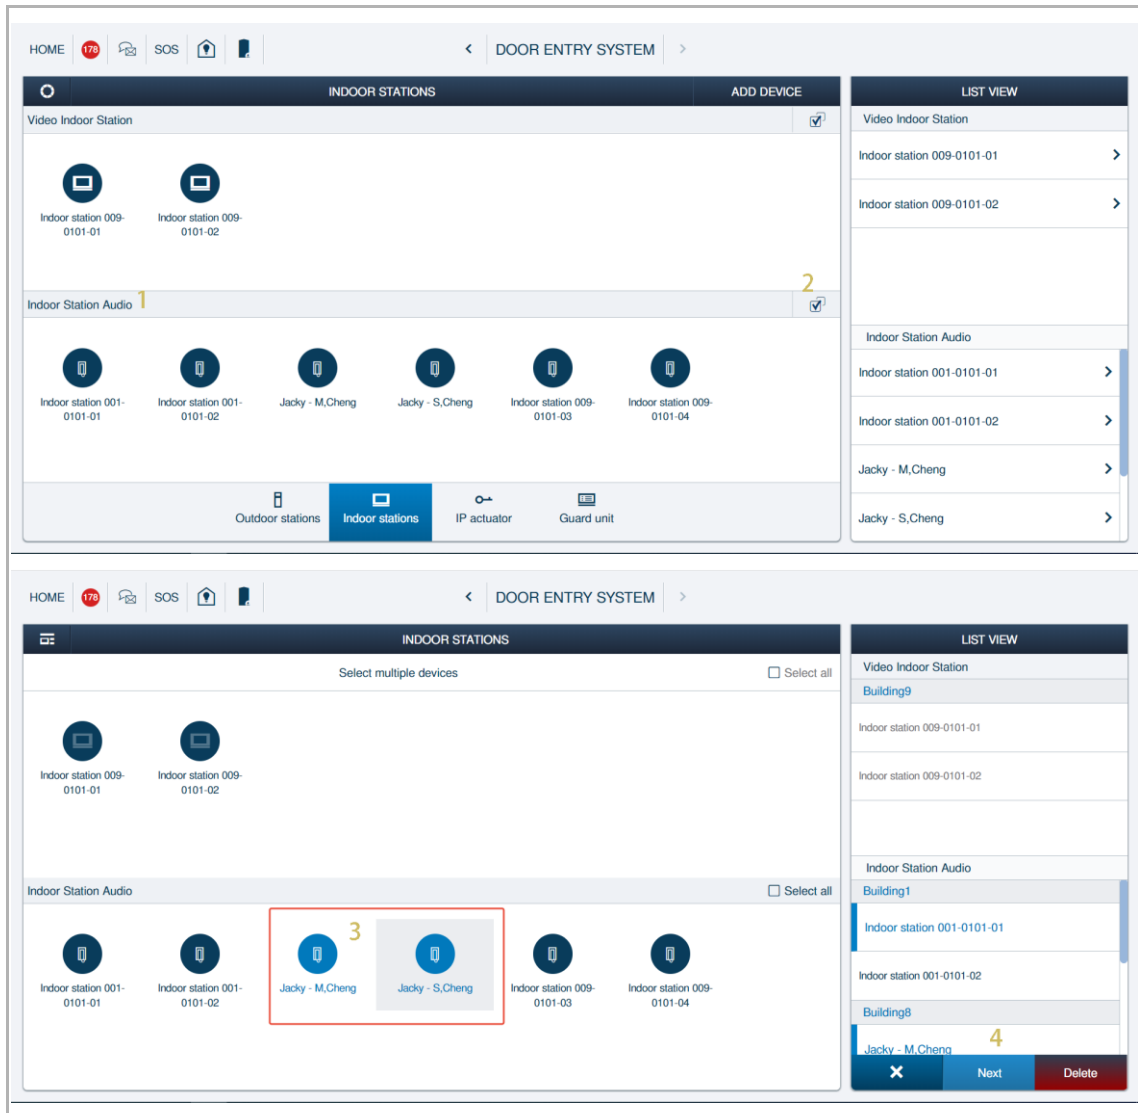 HOME 178 SOS < DOOR ENTRY SYSTEM >
INDOOR STATIONS ADD DEVICE
Video Indoor Station
Indoor station 009-
0101-01
Indoor station 009-
0101-02
Indoor Station Audio 1
2
Indoor station 001-
0101-01
Indoor station 001-
0101-02
Jacky - M,Cheng
Jacky - S,Cheng
Indoor station 009-
0101-03
Indoor station 009-
0101-04
Outdoor stations
Indoor stations
IP actuator
Guard unit
LIST VIEW
Video Indoor Station
Indoor station 009-0101-01
Indoor station 009-0101-02
Indoor Station Audio
Indoor station 001-0101-01
Indoor station 001-0101-02
Jacky - M,Cheng
Jacky - S,Cheng
HOME 178 SOS < DOOR ENTRY SYSTEM >
INDOOR STATIONS
Select multiple devices Select all
Indoor station 009-
0101-01
Indoor station 009-
0101-02
Indoor Station Audio Select all
3
Indoor station 001-
0101-01
Indoor station 001-
0101-02
Jacky - M,Cheng
Jacky - S,Cheng
Indoor station 009-
0101-03
Indoor station 009-
0101-04
LIST VIEW
Video Indoor Station
Building9
Indoor station 009-0101-01
Indoor station 009-0101-02
Indoor Station Audio
Building1
Indoor station 001-0101-01
Indoor station 001-0101-02
Building8
Jacky - M,Cheng
4
Next Delete